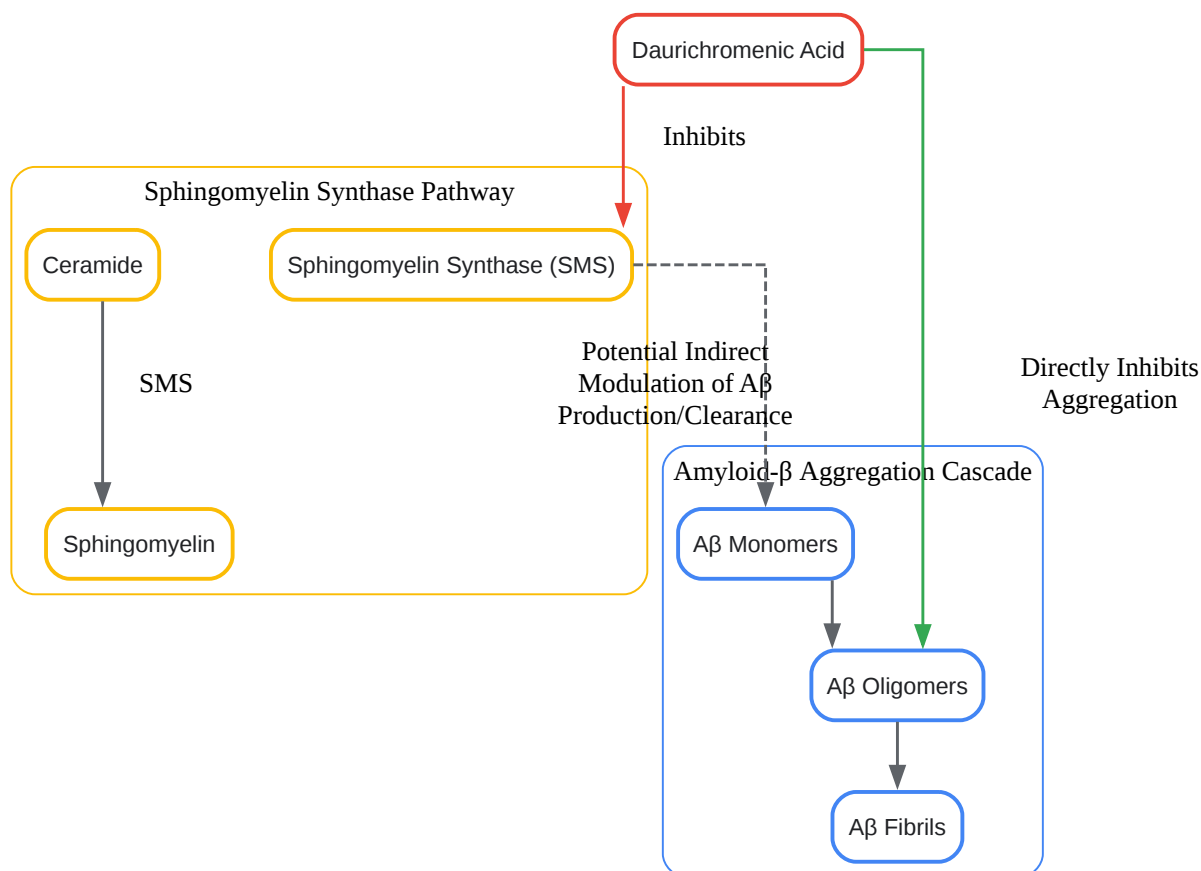 Daurichromenic Acid
Inhibits
Sphingomyelin Synthase Pathway
Ceramide
Sphingomyelin Synthase (SMS)
SMS
Potential Indirect
Modulation of Aβ
Production/Clearance
Directly Inhibits
Aggregation
Amyloid-β Aggregation Cascade
Sphingomyelin
Aβ Monomers
Aβ Oligomers
Aβ Fibrils